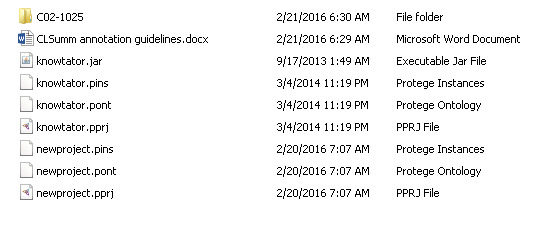 C02-1025 2/21/2016 6:30 AM File folder
CLSumm annotation guidelines.docx 2/21/2016 6:29 AM Microsoft Word Document
knowtator.jar 9/17/2013 1:49 AM Executable Jar File
knowtator.pins 3/4/2014 11:19 PM Protege Instances
knowtator.pont 3/4/2014 11:19 PM Protege Ontology
knowtator.pprj 3/4/2014 11:19 PM PPRJ File
newproject.pins 2/20/2016 7:07 AM Protege Instances
newproject.pont 2/20/2016 7:07 AM Protege Ontology
newproject.pprj 2/20/2016 7:07 AM PPRJ File